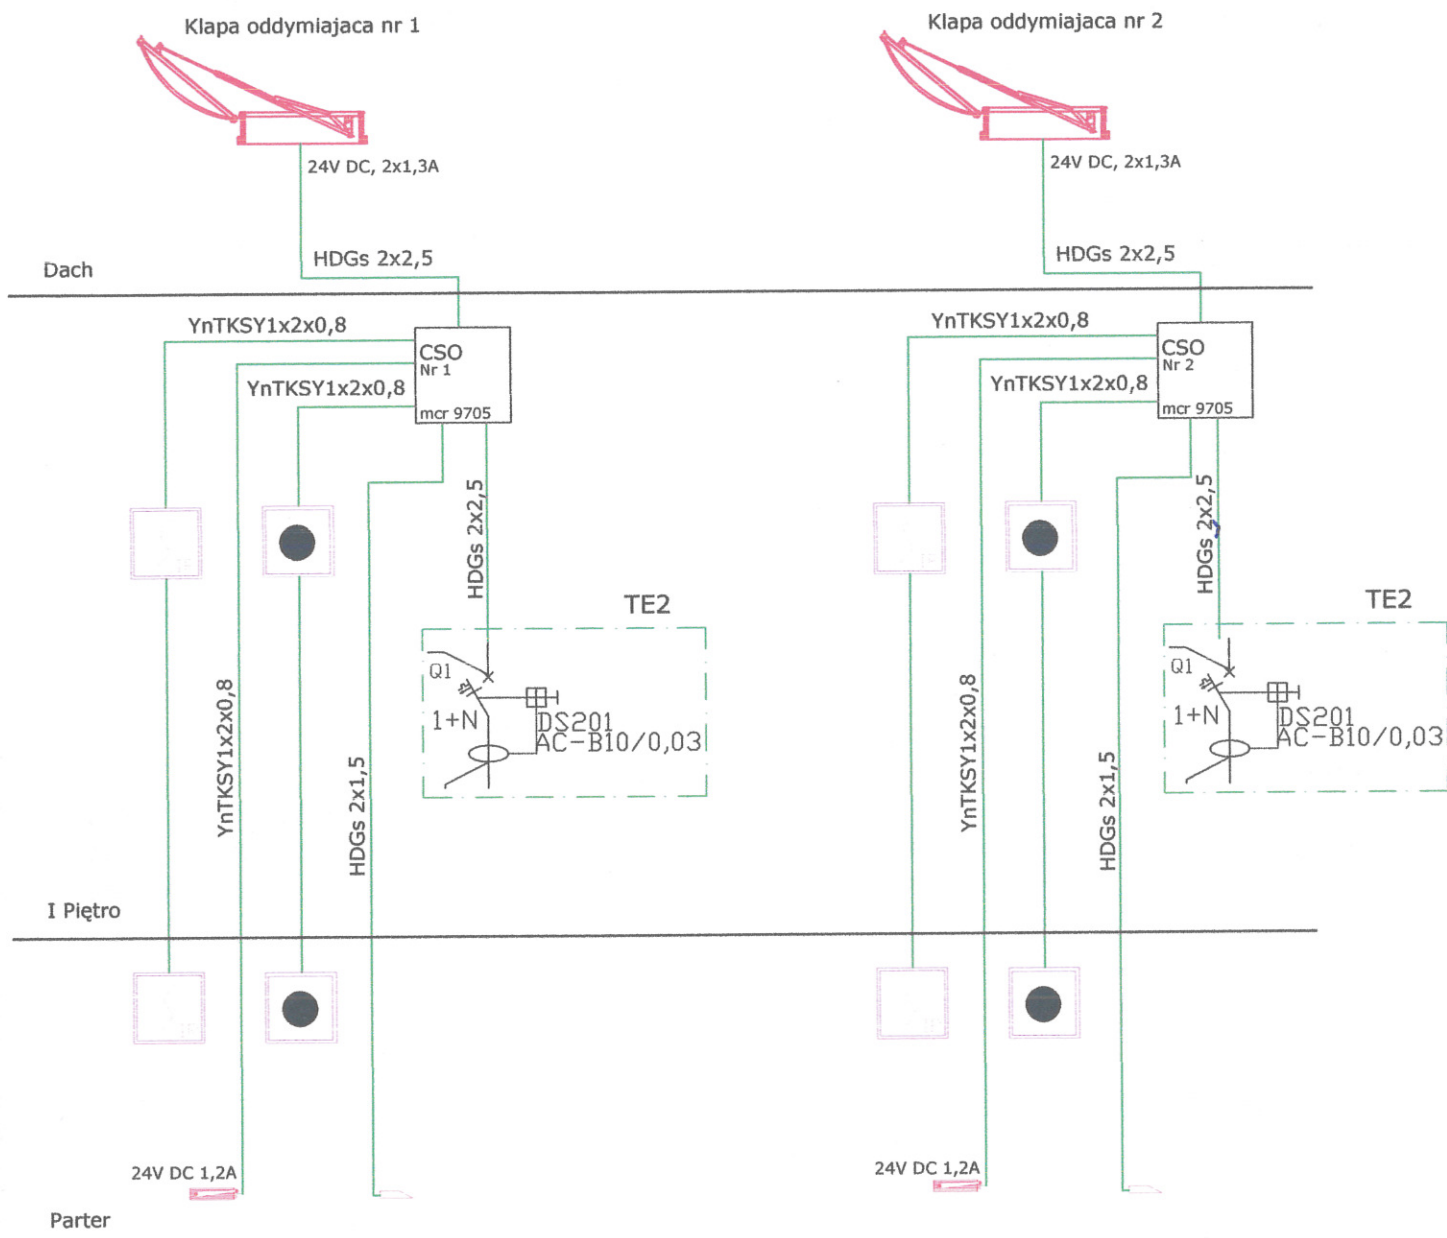 Klapa oddymiajaca nr 1
Klapa oddymiajaca nr 2
24V DC, 2x1,3A
24V DC, 2x1,3A
HDGs 2x2,5
HDGs 2x2,5
Dach
YnTKSY1x2x0,8
YnTKSY1x2x0,8
CSO
Nr 1
CSO
Nr 2
YnTKSY1x2x0,8
YnTKSY1x2x0,8
mcr 9705
mcr 9705
HDGs 2x2,5
HDGs 2x2,5
TE2
TE2
Q1
Q1
1+N
DS201
AC-B10/0,03
1+N
DS201
AC-B10/0,03
YnTKSY1x2x0,8
HDGs 2x1,5
YnTKSY1x2x0,8
HDGs 2x1,5
I Piętro
24V DC 1,2A
24V DC 1,2A
Parter